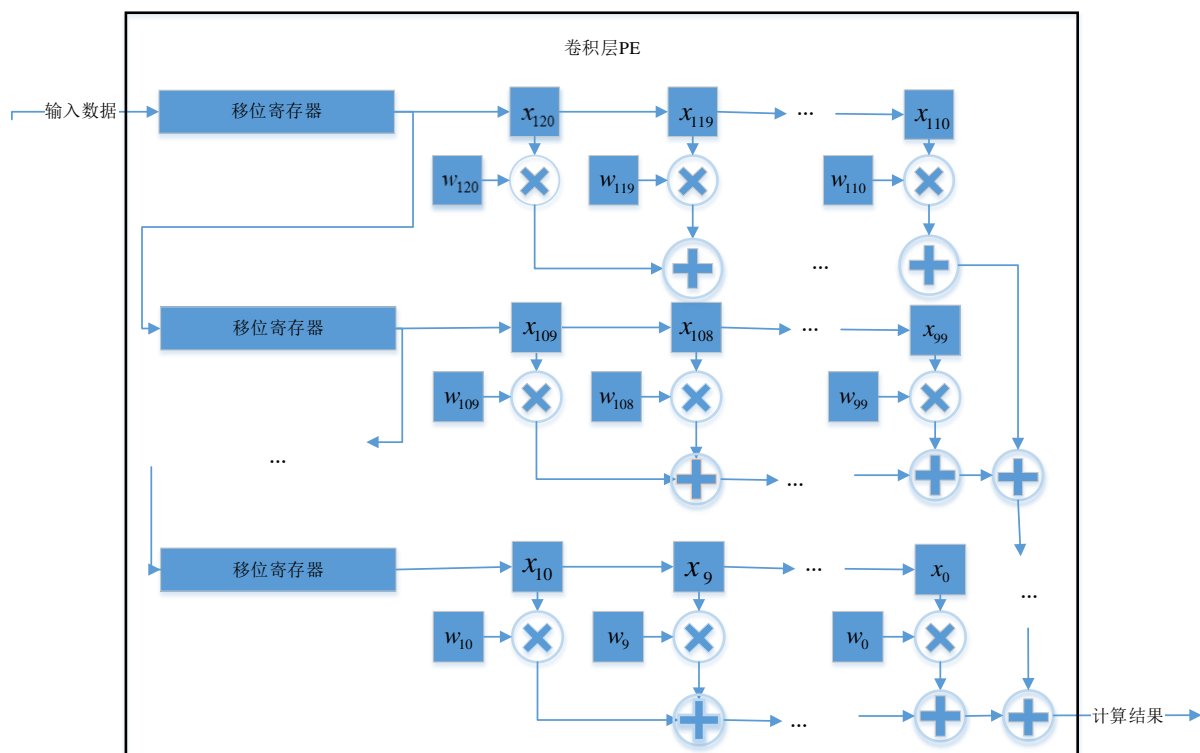 卷积层PE
输入数据
移位寄存器
x120
x119
...
x110
w120
w119
w110
...
移位寄存器
x109
x108
...
x99
w109
w108
w99
...
...
移位寄存器
x10
x9
...
x0
...
w10
w9
w0
...
计算结果